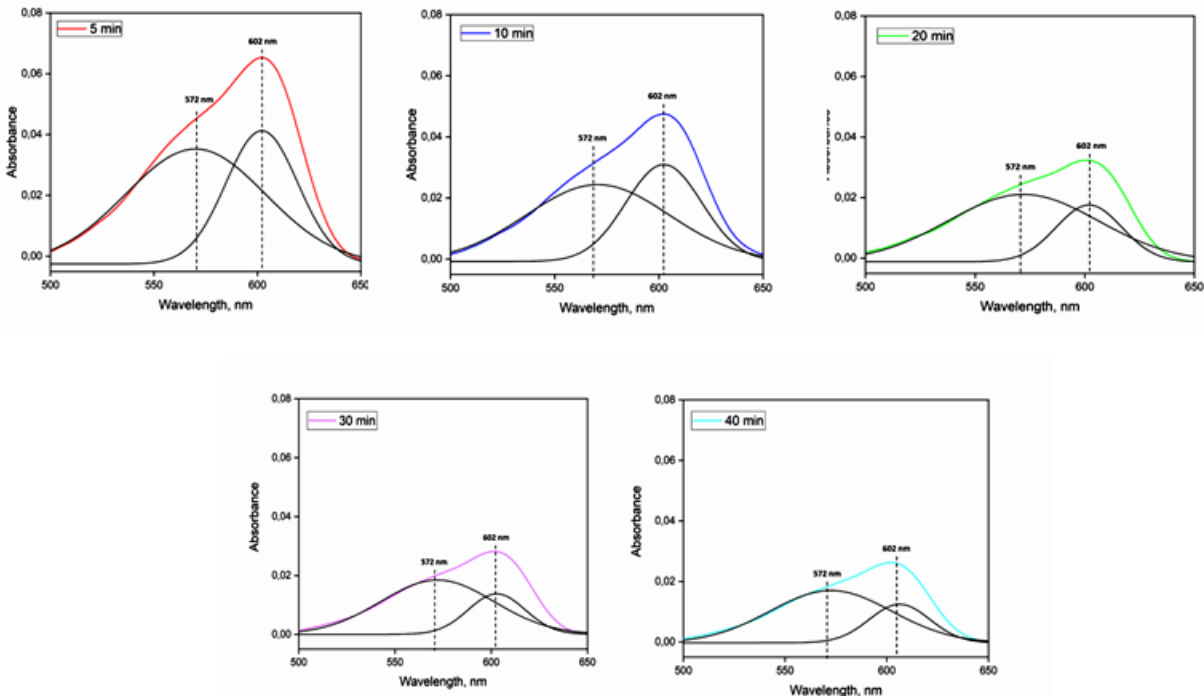 5 min
602 nm
572 nm
0,08
0,06
0,04
0,02
0,00
Absorbance
500
550
600
650
Wavelength, nm
10 min
602 nm
572 nm
0,08
0,06
0,04
0,02
0,00
Absorbance
500
550
600
650
Wavelength, nm
20 min
602 nm
572 nm
0,08
0,06
0,04
0,02
0,00
500
550
600
650
Wavelength, nm
30 min
602 nm
572 nm
0,08
0,06
0,04
0,02
0,00
Absorbance
500
550
600
650
Wavelength, nm
40 min
602 nm
572 nm
0,08
0,06
0,04
0,02
0,00
Absorbance
500
550
600
650
Wavelength, nm